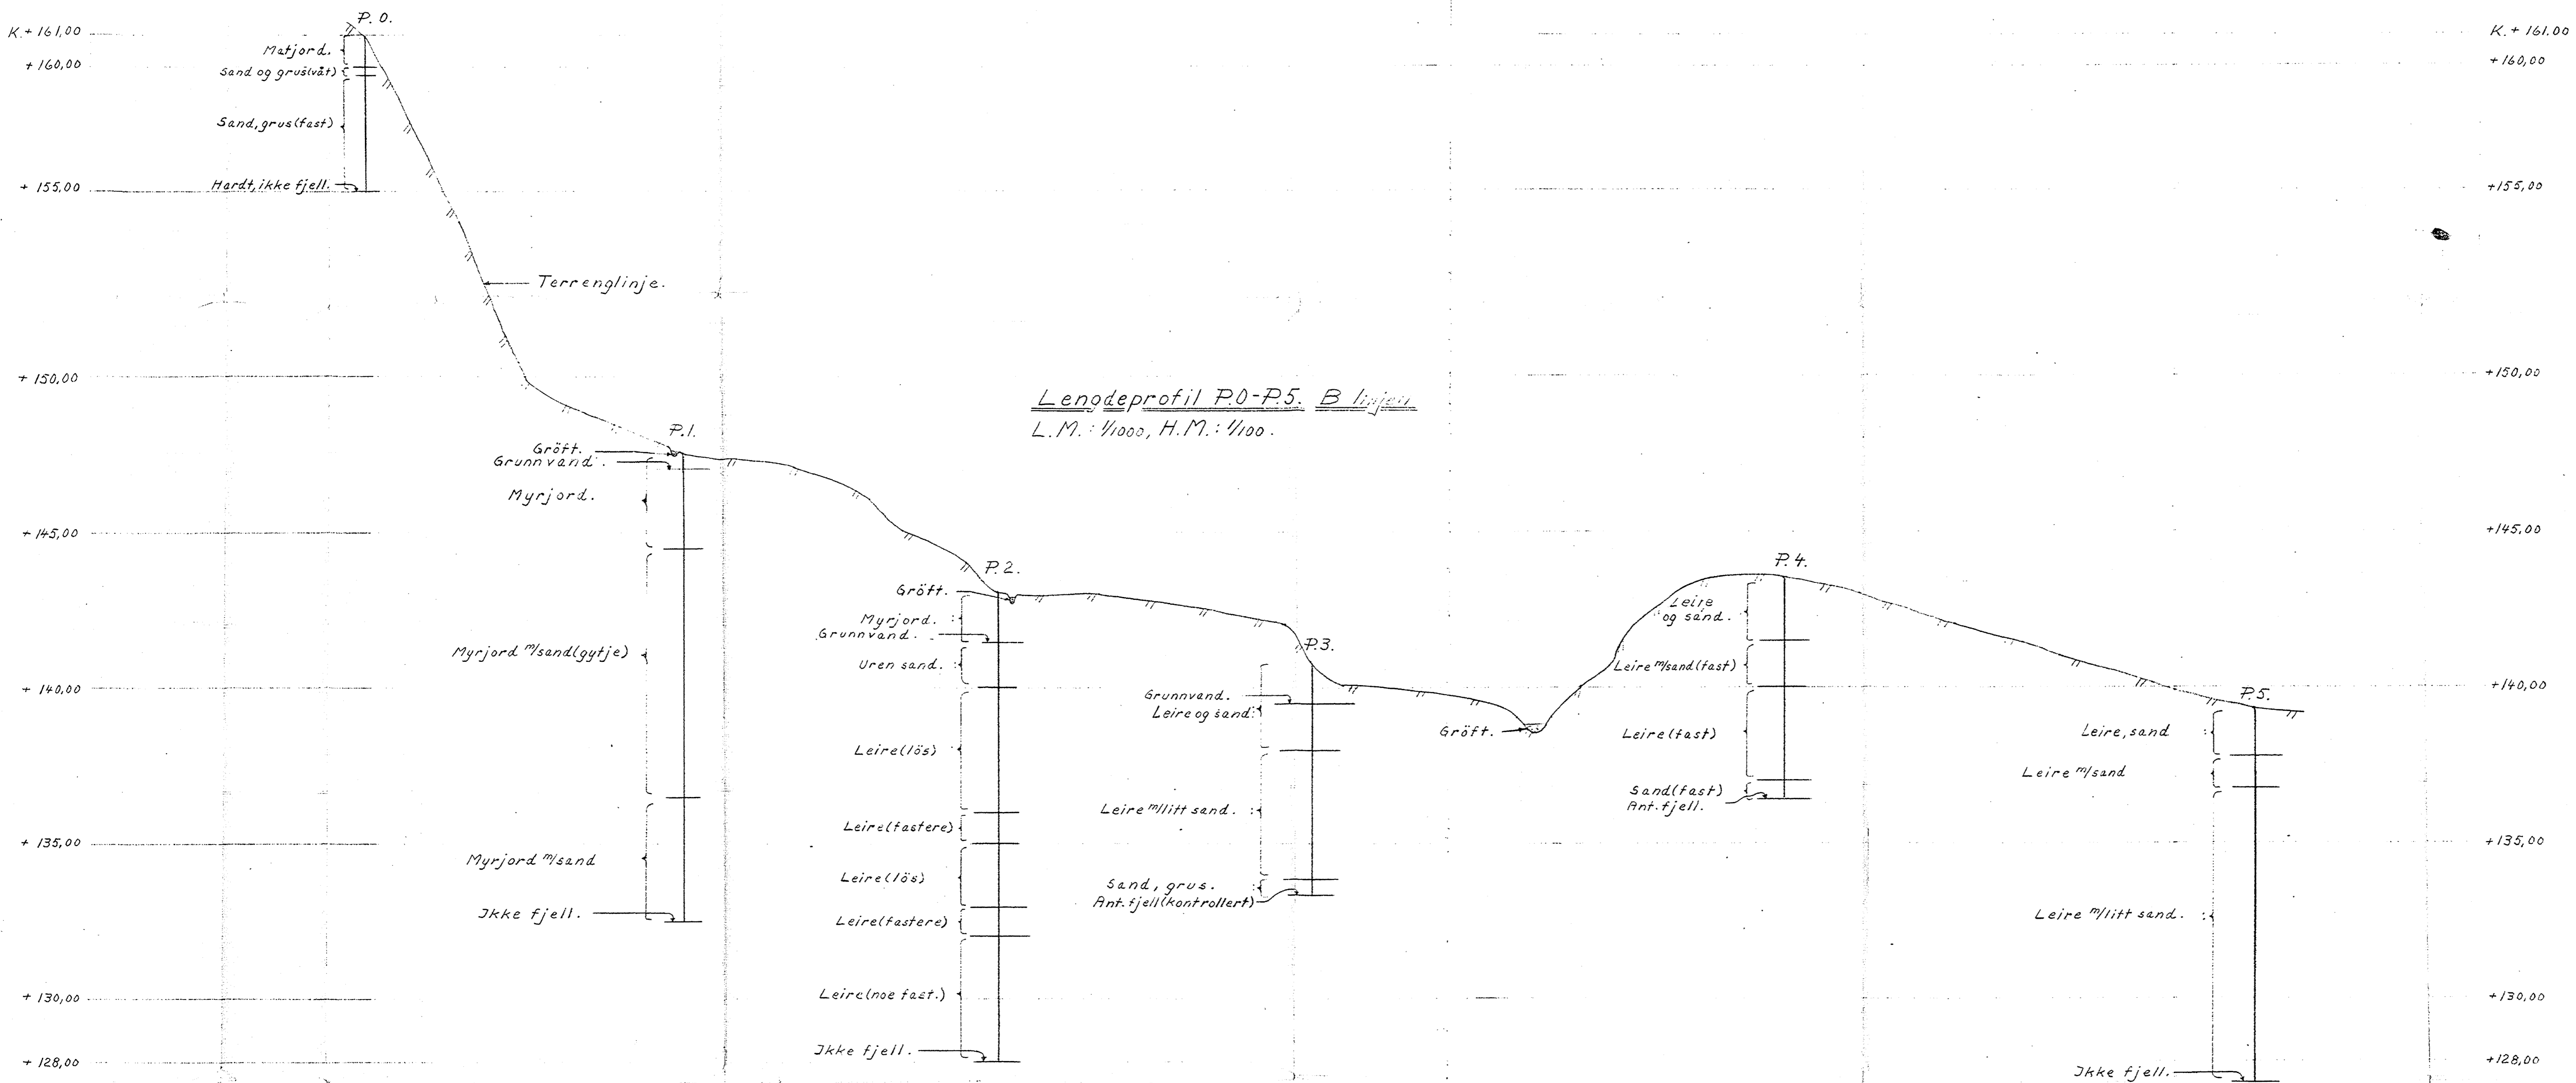 P. 0.
K. + 161,00
K. + 161.00
Matjord.
+ 160,00
+ 160,00
Sand og grus(våt)
Sand, grus(fast)
Hardt, ikke fjell.
+ 155,00
+155,00
Terrenglinje.
+ 150,00
+150,00
Lengdeprofil P.0-P.5. B linjen
L.M.: 1/1000, H.M.: 1/100.
P.1.
Gröft.
Grunnvand.
Myrjord.
+ 145,00
+145,00
Myrjord m/sand(gytje)
+ 140,00
+140,00
Myrjord m/sand
+ 135,00
+135,00
Ikke fjell.
P. 2.
Gröft.
Myrjord.
Grunnvand.
Uren sand.
Leire(lös)
Leire(fastere)
Leire(lös)
Leire(fastere)
Leire(noe fast.)
Ikke fjell.
P.3.
Grunnvand.
Leire og sand.
Leire m/litt sand.
Sand, grus.
Ant. fjell(kontrollert)
Gröft.
P. 4.
Leire
og sand.
Leire m/sand(fast)
Leire(fast)
Sand(fast)
Ant. fjell.
P.5.
Leire, sand
Leire m/sand
Leire m/litt sand.
Ikke fjell.
+ 130,00
+130,00
+ 128,00
+128,00